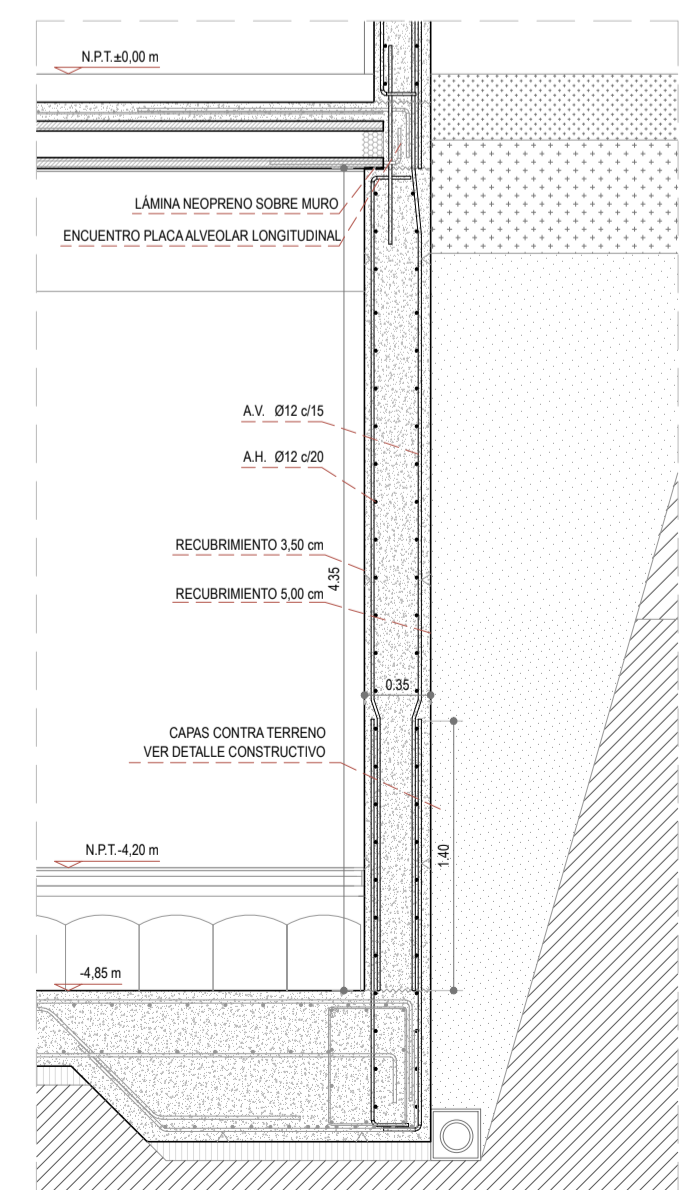 N.P.T.±0,00 m
LÁMINA NEOPRENO SOBRE MURO
ENCUENTRO PLACA ALVEOLAR LONGITUDINAL
A.V. Ø12 c/15
A.H. Ø12 c/20
RECUBRIMIENTO 3,50 cm
4.35
RECUBRIMIENTO 5,00 cm
0.35
CAPAS CONTRA TERRENO
VER DETALLE CONSTRUCTIVO
1.40
N.P.T.-4,20 m
-4,85 m